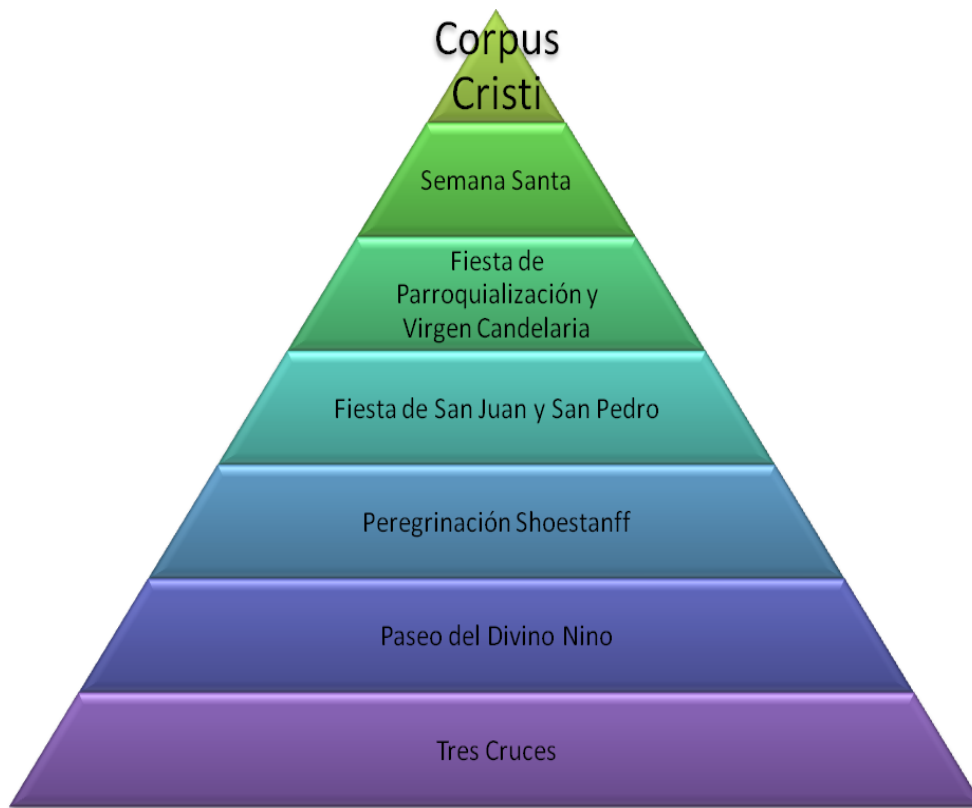 Corpus
Cristi
Semana Santa
Fiesta de
Parroquialización y
Virgen Candelaria
Fiesta de San Juan y San Pedro
Peregrinación Shoestanff
Paseo del Divino Nino
Tres Cruces